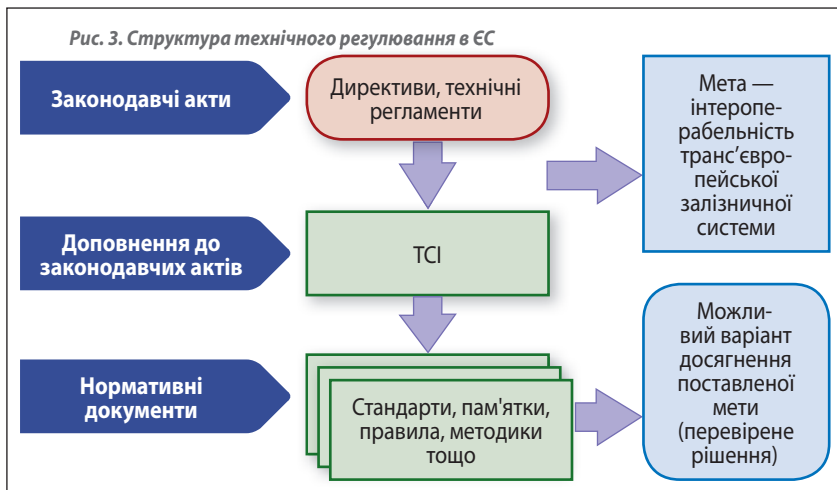 Рис. 3. Структура технічного регулювання в ЄС
Законодавчі акти
Директиви, технічні
регламенти
Мета —
інтеропе-
рабельність
транс’євро-
пейської
залізничної
системи
Доповнення до
законодавчих актів
ТСІ
Нормативні
документи
Стандарти, пам'ятки,
правила, методики
тощо
Можли-
вий варіант
досягнення
поставленої
мети
(перевірене
рішення)